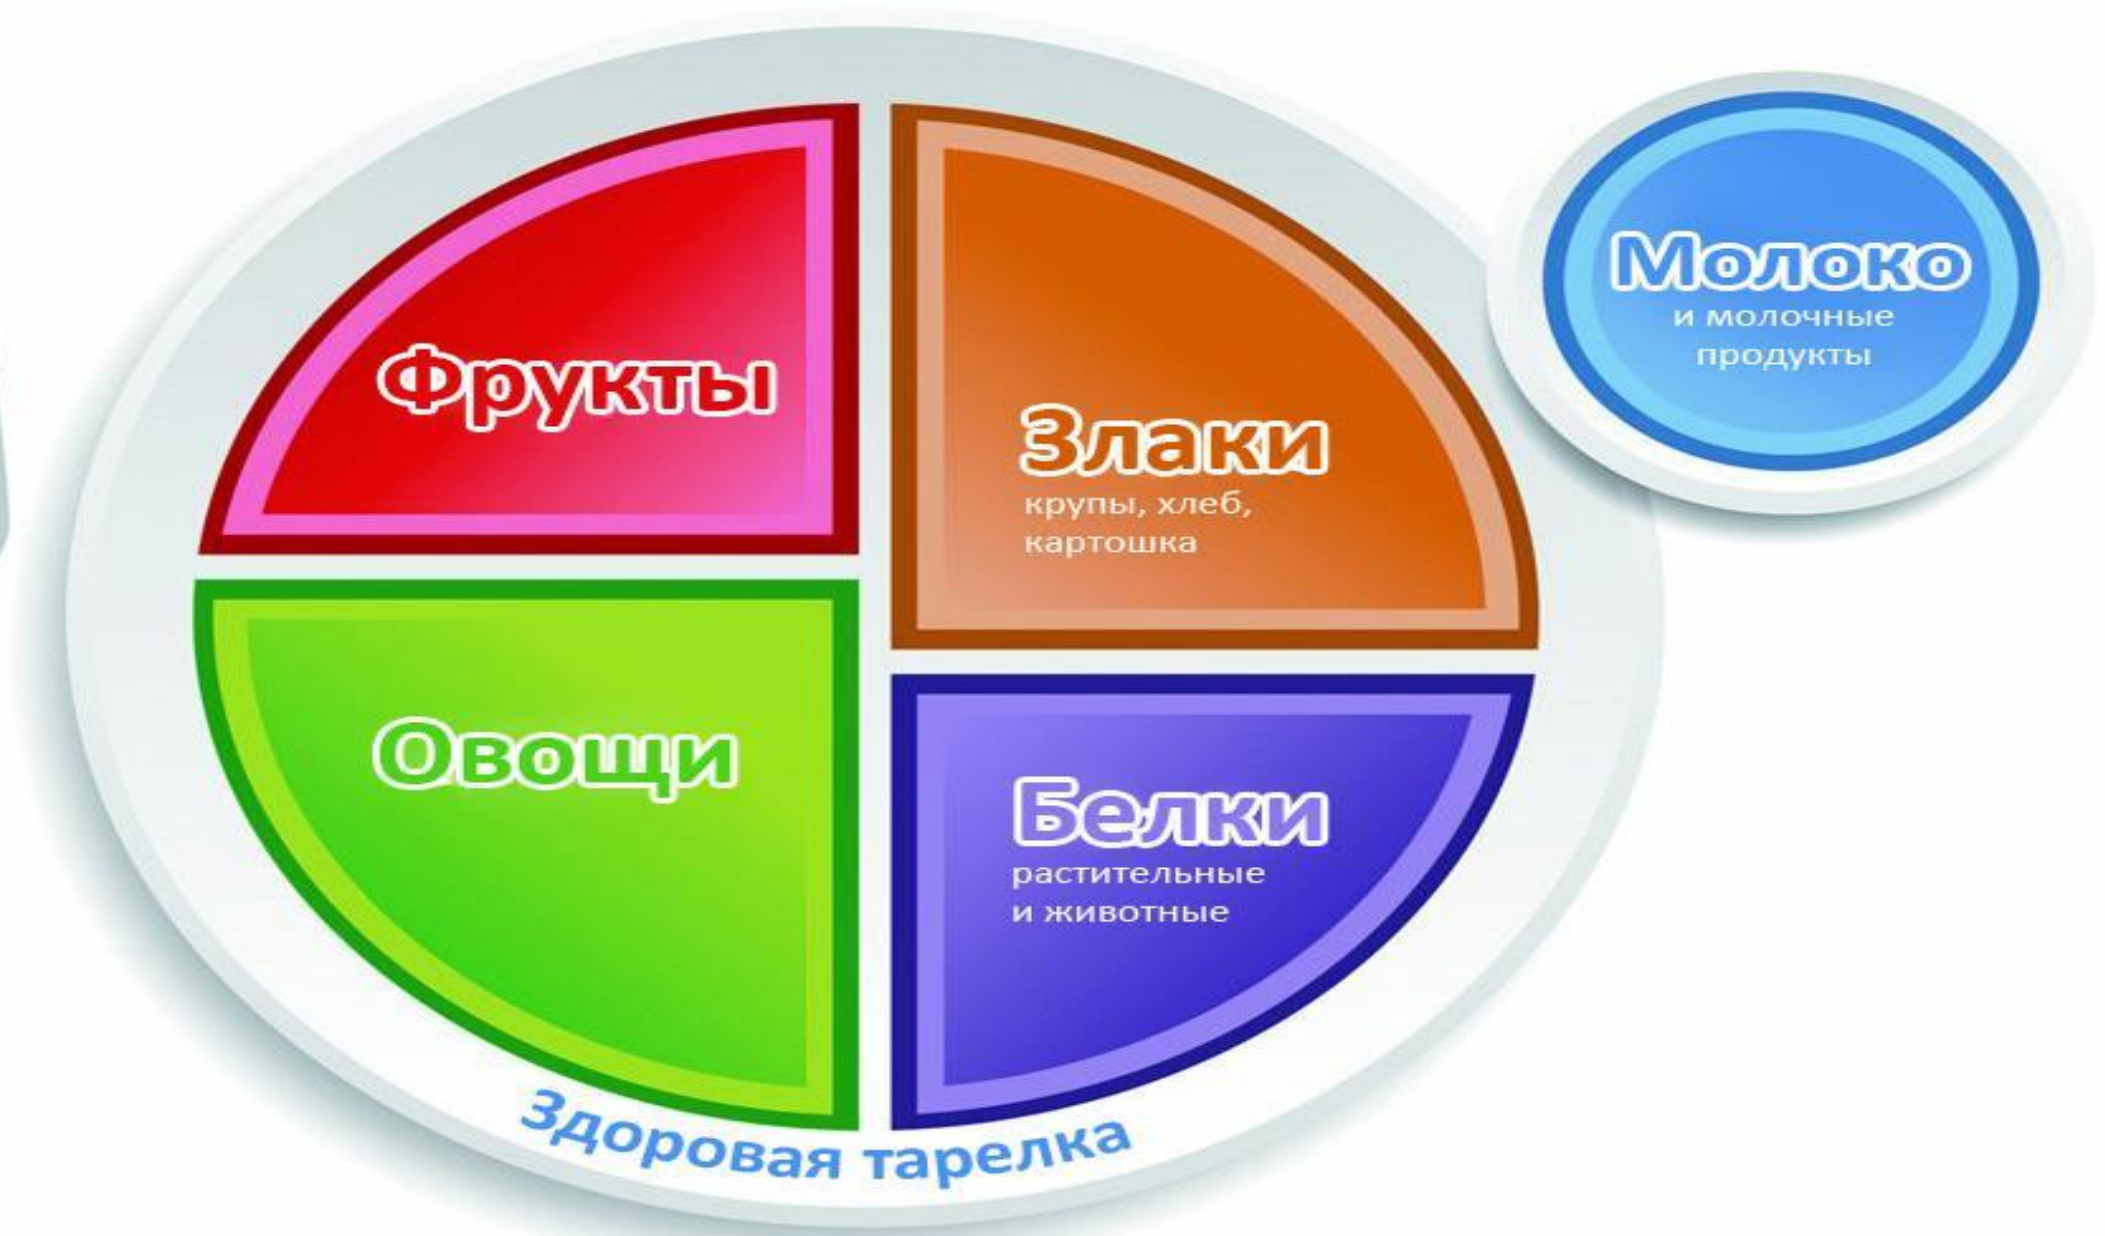 Фрукты
Злаки
крупы, хлеб,
картошка
Молоко
и молочные
продукты
Овощи
Белки
растительные
и животные
Здоровая тарелка